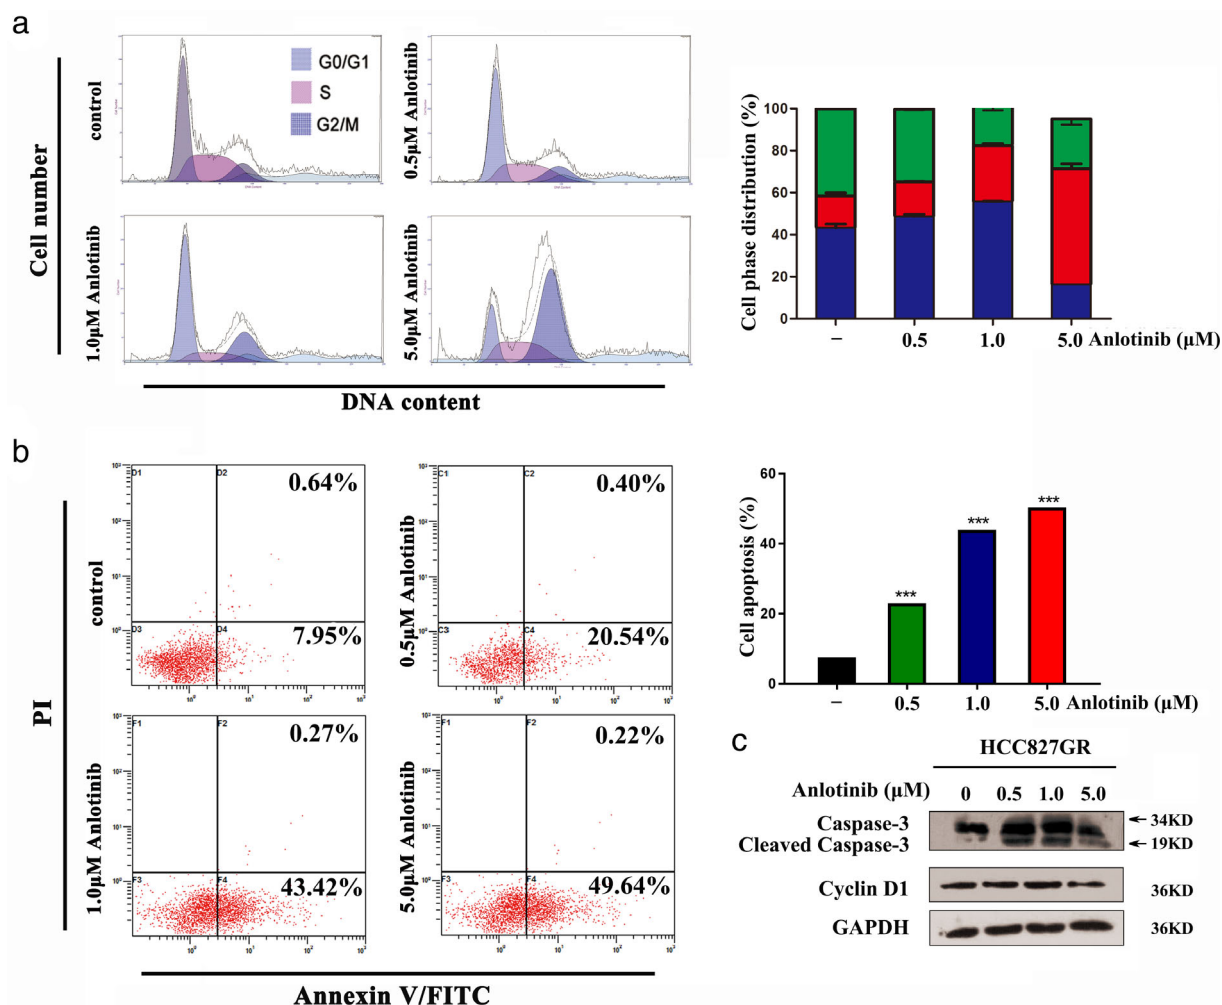 a
Cell number
control
G0/G1
S
G2/M
0.5μM Anlotinib
1.0μM Anlotinib
5.0μM Anlotinib
DNA content
Cell phase distribution (%)
100
80
60
40
20
0
– 0.5 1.0 5.0 Anlotinib (μM)
b
PI
control
D1 D2 0.64%
D3 D4 7.95%
0.5μM Anlotinib
C1 C2 0.40%
C3 C4 20.54%
1.0μM Anlotinib
F1 F2 0.27%
F3 F4 43.42%
5.0μM Anlotinib
F1 F2 0.22%
F3 F4 49.64%
Annexin V/FITC
Cell apoptosis (%)
60
40
20
0
*** *** ***
– 0.5 1.0 5.0 Anlotinib (μM)
c
HCC827GR
Anlotinib (μM) 0 0.5 1.0 5.0
Caspase-3 34KD
Cleaved Caspase-3 19KD
Cyclin D1 36KD
GAPDH 36KD